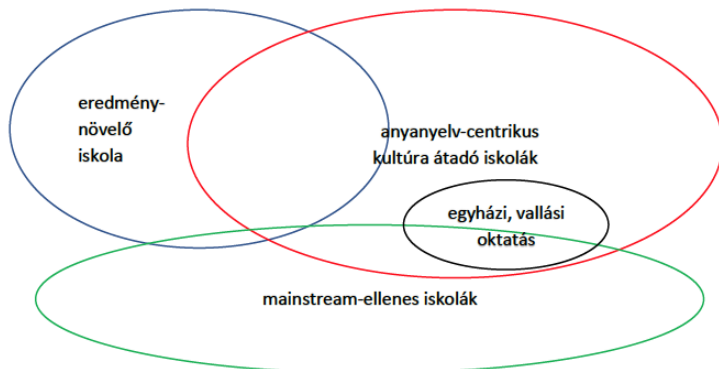 eredmény-
növelő
iskola
anyanyelv-centrikus
kultúra átadó iskolák
egyházi, vallási
oktatás
mainstream-ellenes iskolák